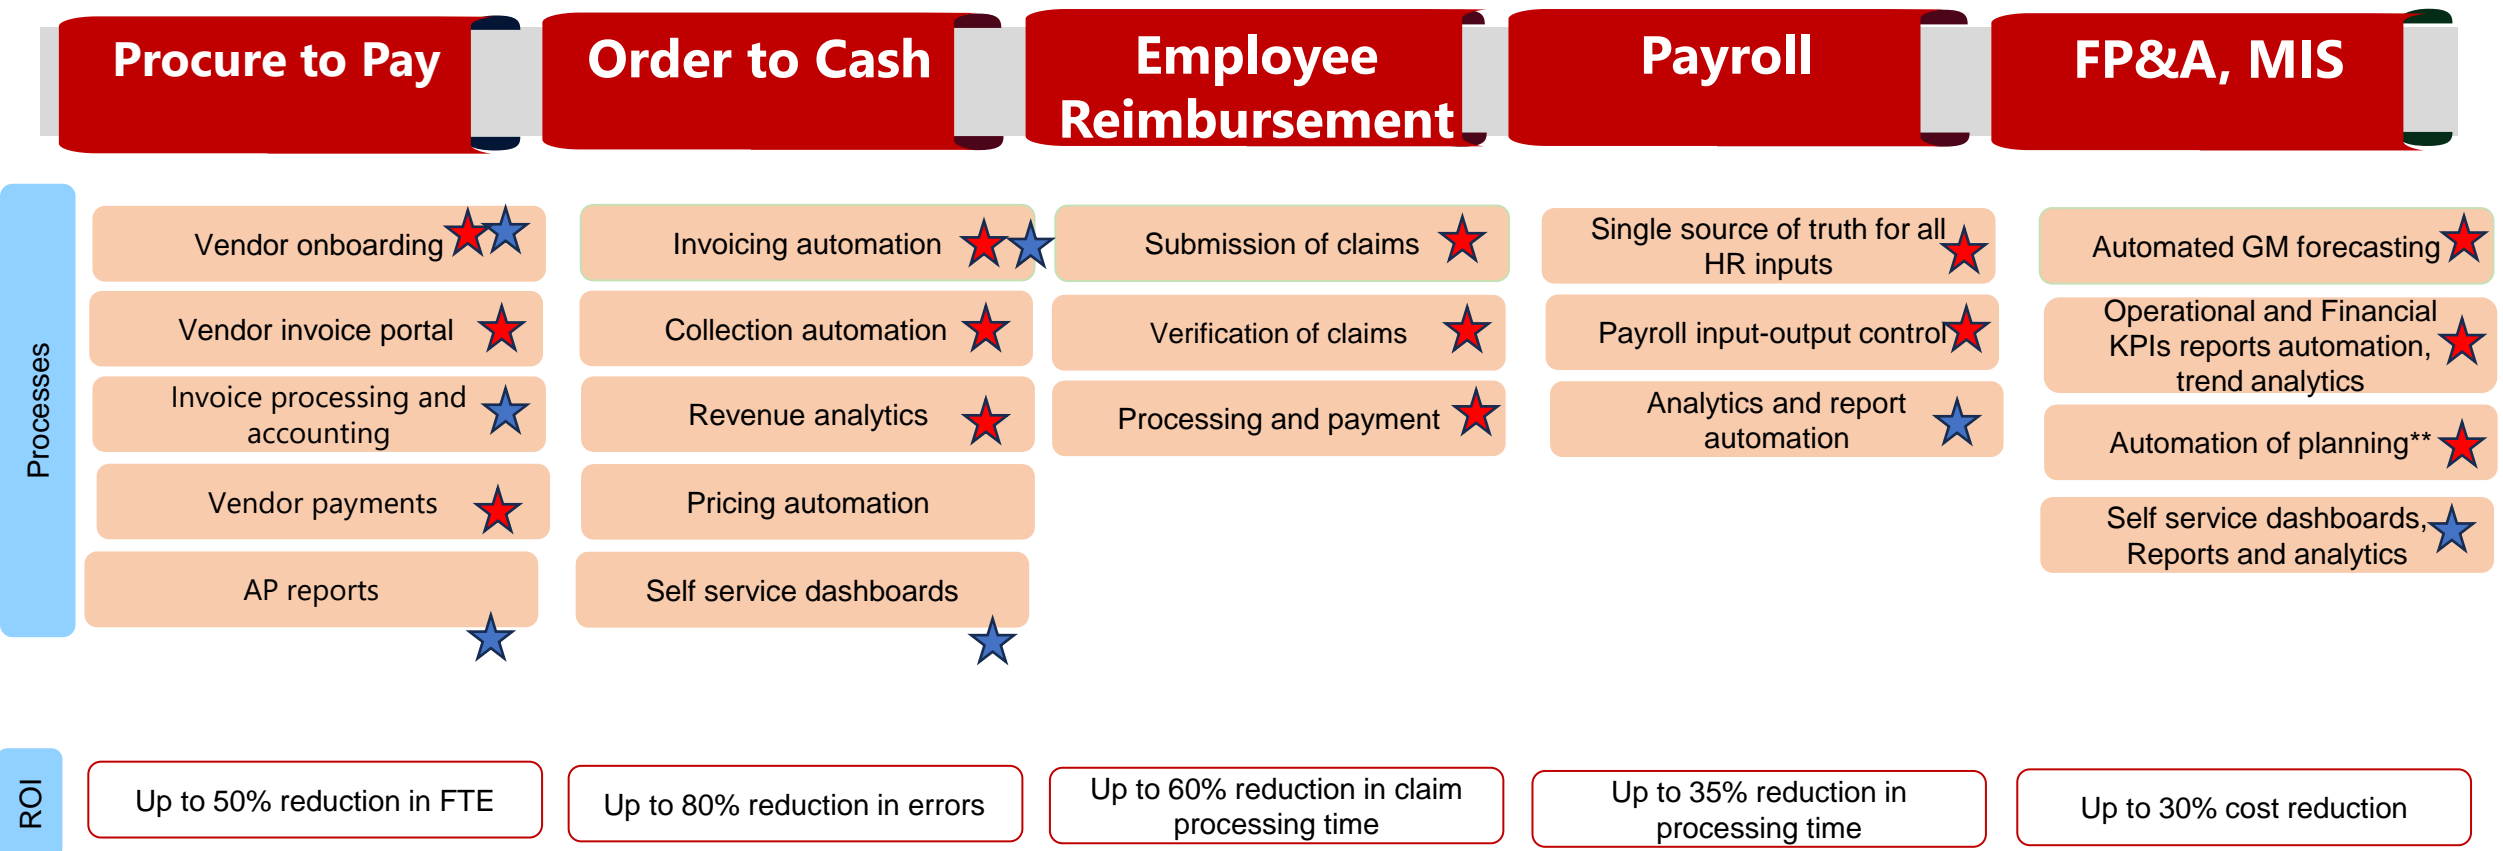 Procure to Pay
Order to Cash
Employee
Reimbursement
Payroll
FP&A, MIS
Processes
Vendor onboarding
Vendor invoice portal
Invoice processing and
accounting
Vendor payments
AP reports
Invoicing automation
Collection automation
Revenue analytics
Pricing automation
Self service dashboards
Submission of claims
Verification of claims
Processing and payment
Single source of truth for all
HR inputs
Payroll input-output control
Analytics and report
automation
Automated GM forecasting
Operational and Financial
KPIs reports automation,
trend analytics
Automation of planning**
Self service dashboards,
Reports and analytics
ROI
Up to 50% reduction in FTE
Up to 80% reduction in errors
Up to 60% reduction in claim
processing time
Up to 35% reduction in
processing time
Up to 30% cost reduction